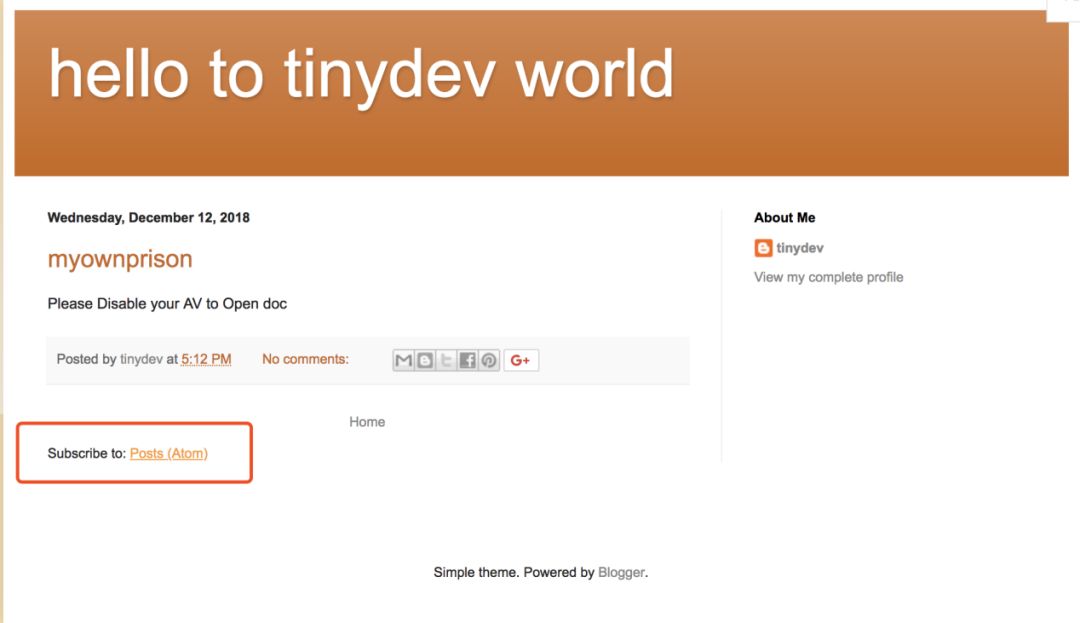 hello to tinydev world
Wednesday, December 12, 2018
About Me
myownprison
tinydev
View my complete profile
Please Disable your AV to Open doc
Posted by tinydev at 5:12 PM No comments: G+
Home
Subscribe to: Posts (Atom)
Simple theme. Powered by Blogger.